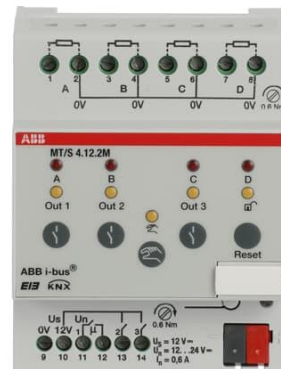 1 2 3 4 5 6 7 8
A B C D
0V 0V 0V 0V
0.6 Nm
ABB
MT/S 4.12.2M
A B C D
Out 1 Out 2 Out 3
Reset
ABB i-bus®
EIB KNX
Us Un
0V 12V 1 μ 2 3
9 10 11 12 13 14
0.6 Nm
Us = 12 V
Un = 12...24 V
In = 0,6 A